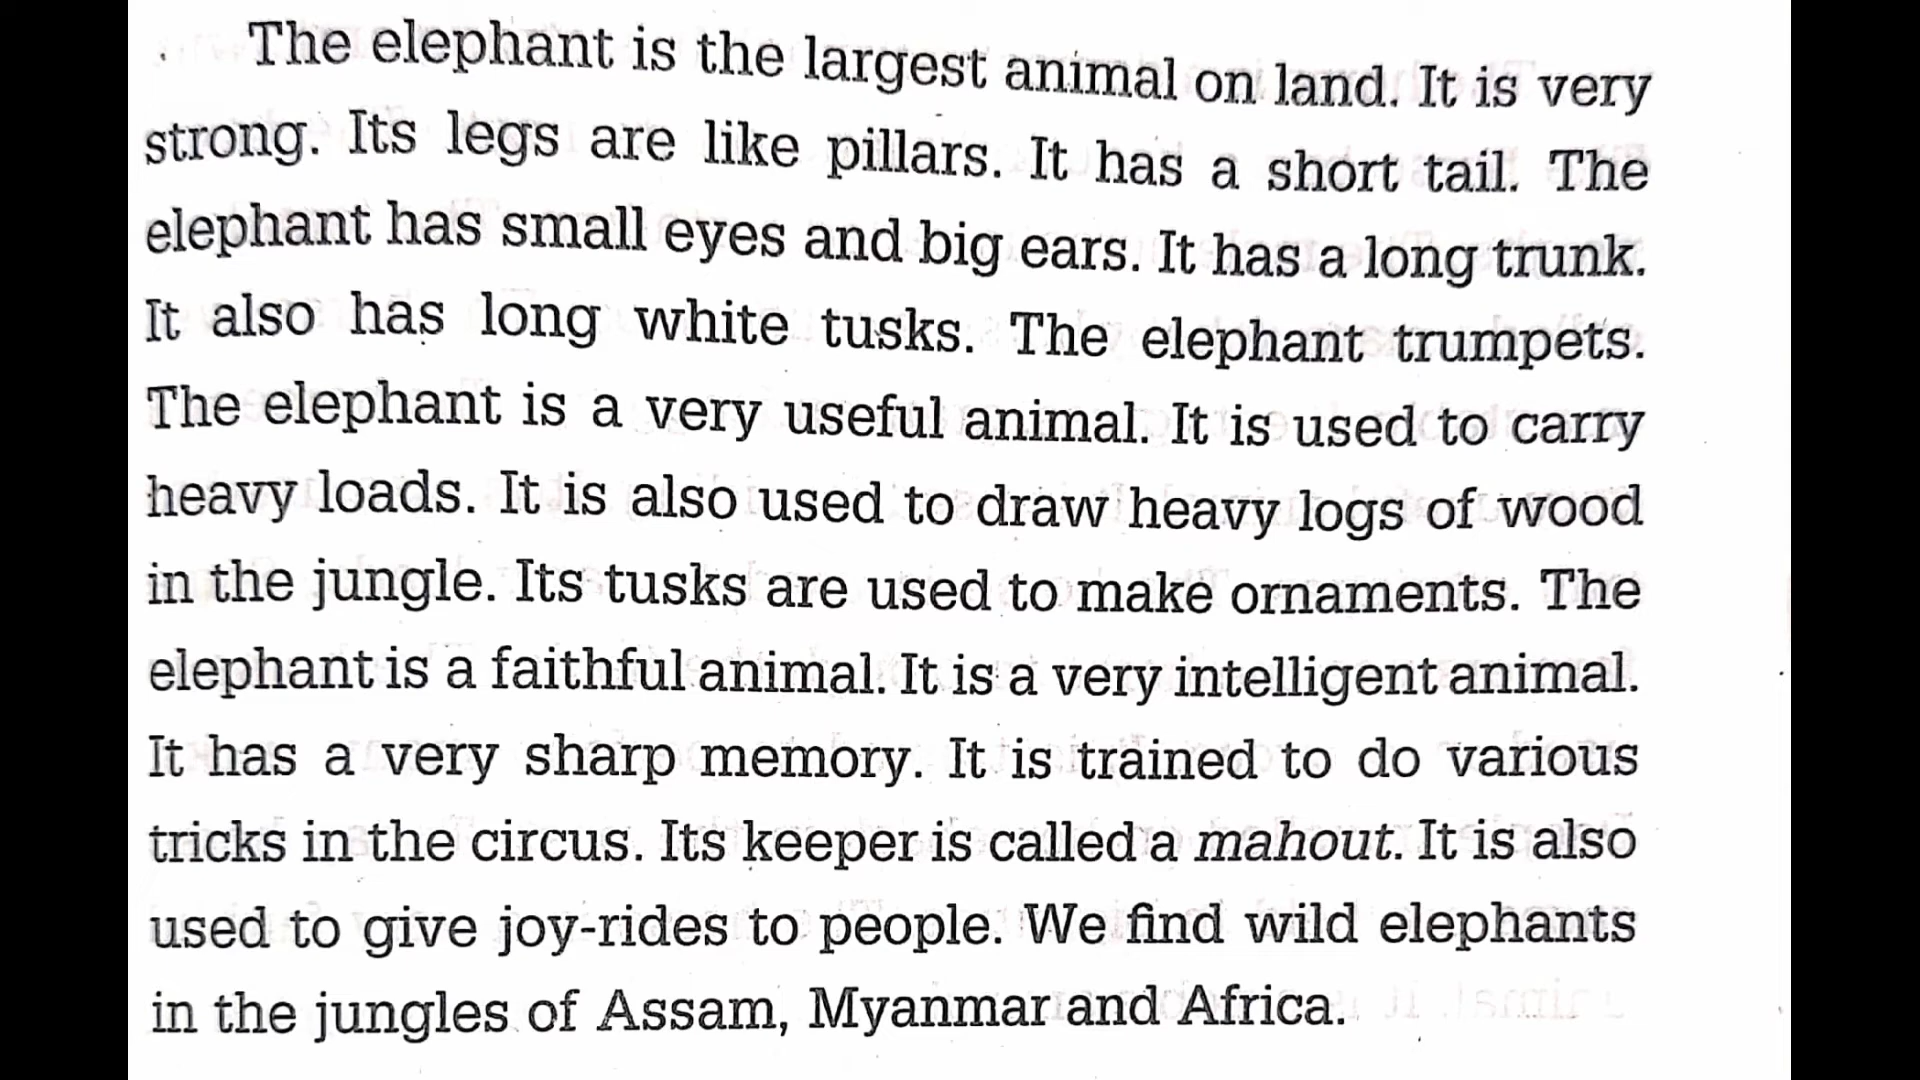 The elephant is the largest animal on land. It is very
strong. Its legs are like pillars. It has a short tail. The
elephant has small eyes and big ears. It has a long trunk.
It also has long white tusks. The elephant trumpets.
The elephant is a very useful animal. It is used to carry
heavy loads. It is also used to draw heavy logs of wood
in the jungle. Its tusks are used to make ornaments. The
elephant is a faithful animal. It is a very intelligent animal.
It has a very sharp memory. It is trained to do various
tricks in the circus. Its keeper is called a mahout. It is also
used to give joy-rides to people. We find wild elephants
in the jungles of Assam, Myanmar and Africa.